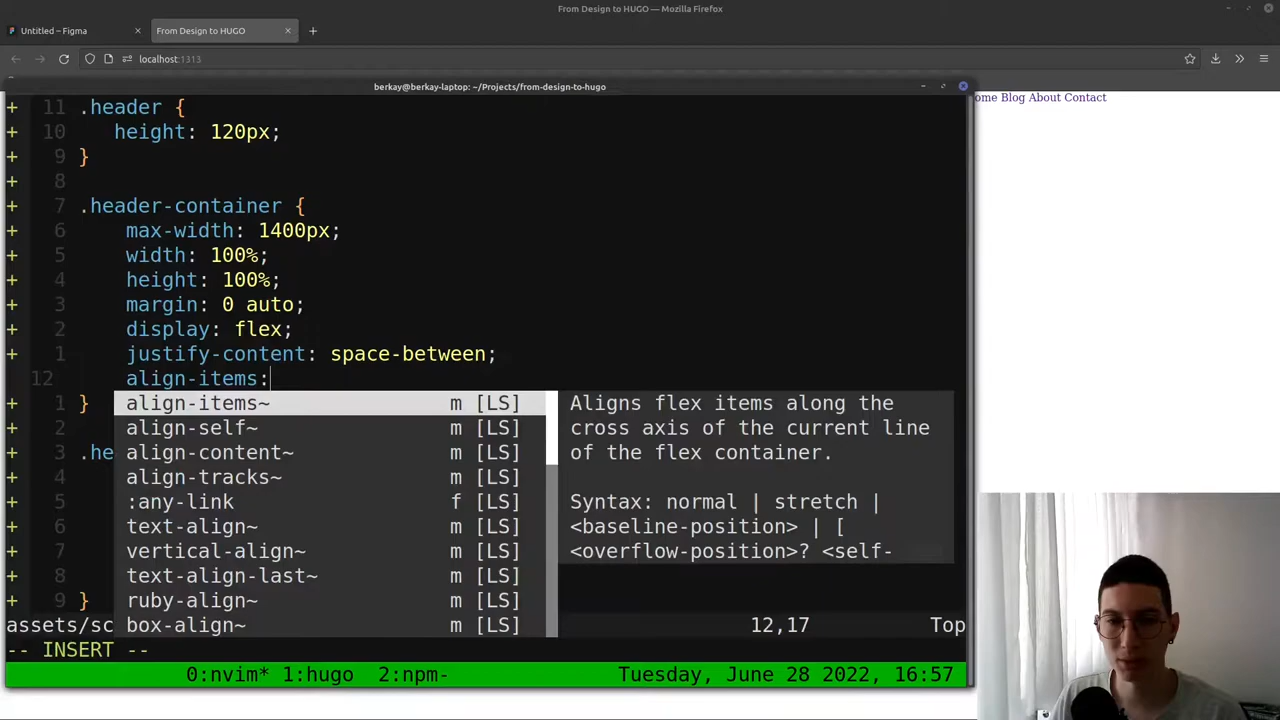 From Design to HUGO — Mozilla Firefox
Untitled – Figma
From Design to HUGO
localhost:1313
berkay@berkay-laptop: ~/Projects/from-design-to-hugo
ome Blog About Contact
+ 11 .header {
+ 10 height: 120px;
+ 9 }
+ 8
+ 7 .header-container {
+ 6 max-width: 1400px;
+ 5 width: 100%;
+ 4 height: 100%;
+ 3 margin: 0 auto;
+ 2 display: flex;
+ 1 justify-content: space-between;
12 align-items:
+ 1 }
+ 2
+ 3 .he
+ 4
+ 5
+ 6
+ 7
+ 8
+ 9 }
align-items~ m [LS]
align-self~ m [LS]
align-content~ m [LS]
align-tracks~ m [LS]
:any-link f [LS]
text-align~ m [LS]
vertical-align~ m [LS]
text-align-last~ m [LS]
ruby-align~ m [LS]
box-align~ m [LS]
Aligns flex items along the
cross axis of the current line
of the flex container.
Syntax: normal | stretch |
<baseline-position> | [
<overflow-position>? <self-
assets/sc 12,17 Top
-- INSERT --
0:nvim* 1:hugo 2:npm- Tuesday, June 28 2022, 16:57